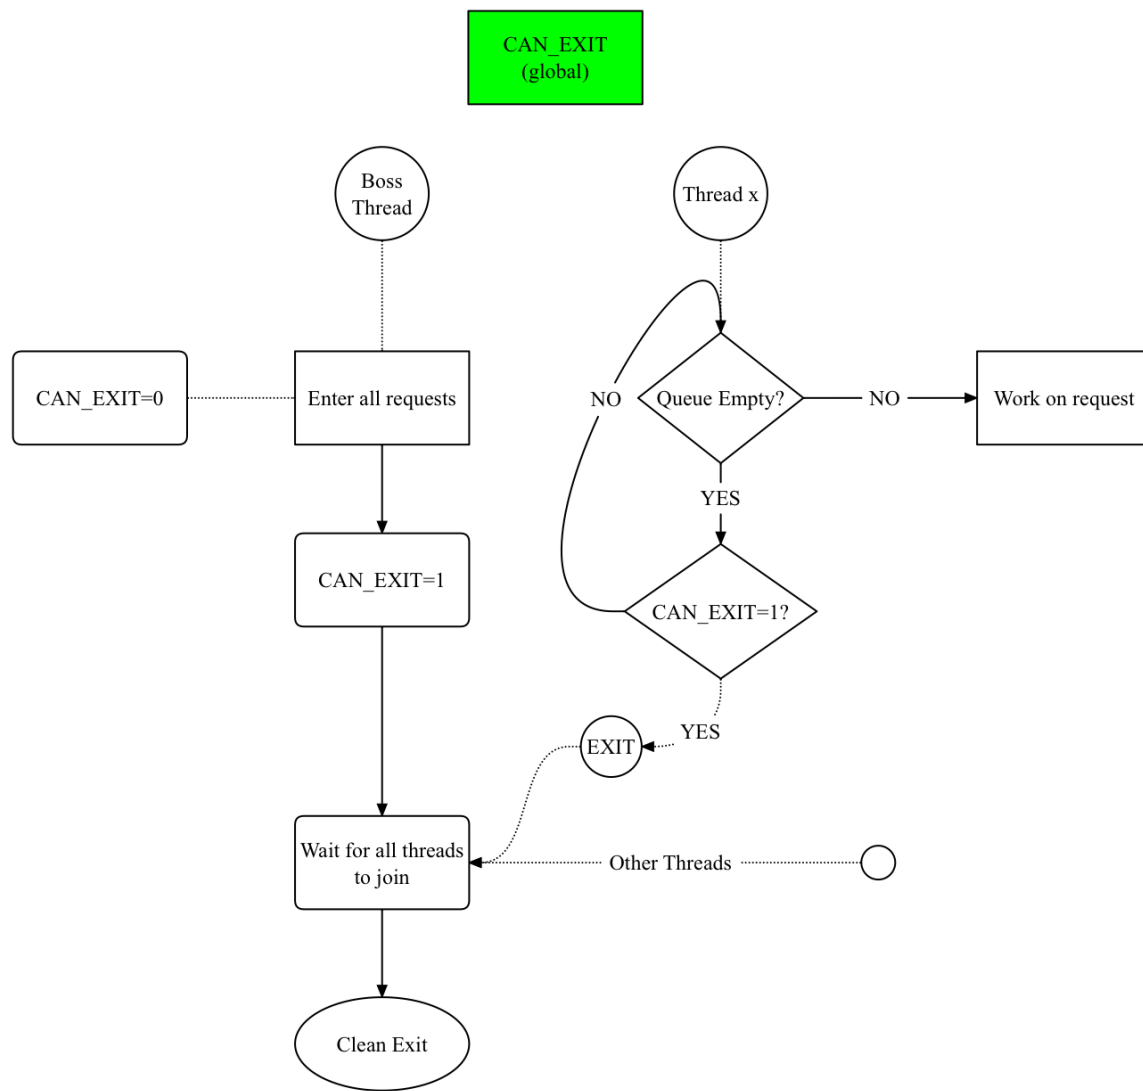 CAN_EXIT
(global)
Boss
Thread
Thread x
CAN_EXIT=0
Enter all requests
NO
Queue Empty?
NO
Work on request
YES
CAN_EXIT=1
CAN_EXIT=1?
YES
EXIT
Wait for all threads
to join
Other Threads
Clean Exit